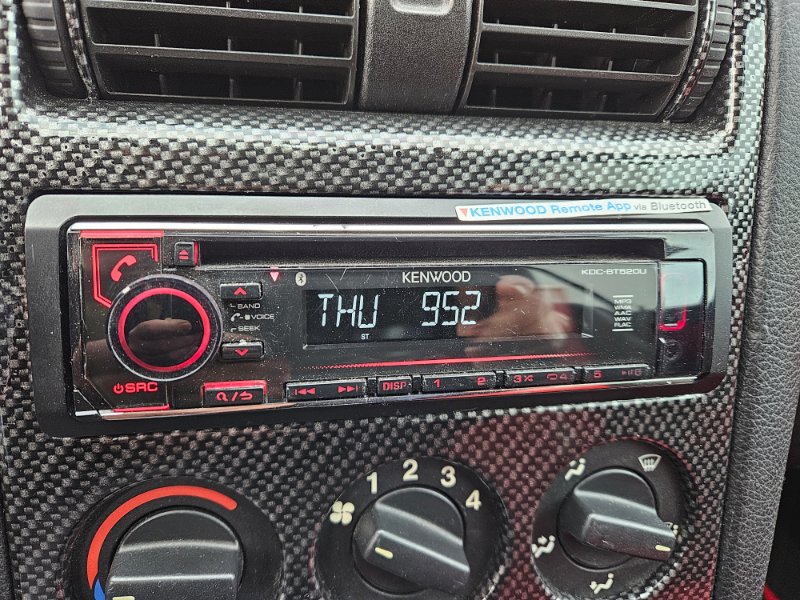 KENWOOD Remote App via Bluetooth
KENWOOD
KDC-BT520U
THU 952
ST
BAND
VOICE
SEEK
MP3
WMA
AAC
WAV
FLAC
SRC
DISP
1 2
3 4
5
1 2 3 4